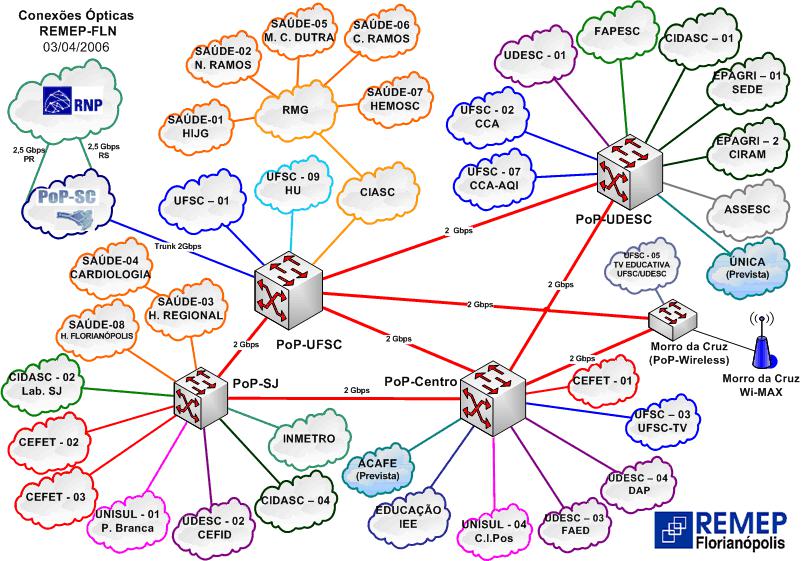 Conexões Ópticas
REMEP-FLN
03/04/2006
RNP
2,5 Gbps
PR
2,5 Gbps
RS
PoP-SC
Trunk 2Gbps
SAÚDE-05
M. C. DUTRA
SAÚDE-06
C. RAMOS
SAÚDE-02
N. RAMOS
SAÚDE-07
HEMOSC
RMG
SAÚDE-01
HIJG
UFSC – 01
UFSC – 09
HU
CIASC
FAPESC
CIDASC – 01
UDESC - 01
EPAGRI – 01
SEDE
UFSC - 02
CCA
EPAGRI – 2
CIRAM
UFSC - 07
CCA-AQI
ASSESC
PoP-UDESC
ÚNICA
(Prevista)
2 Gbps
UFSC - 05
TV EDUCATIVA
UFSC/UDESC
2 Gbps
2 Gbps
SAÚDE-04
CARDIOLOGIA
SAÚDE-03
H. REGIONAL
SAÚDE-08
H. FLORIANÓPOLIS
PoP-UFSC
2 Gbps
2 Gbps
2 Gbps
Morro da Cruz
(PoP-Wireless)
Morro da Cruz
Wi-MAX
PoP-SJ
2 Gbps
PoP-Centro
CIDASC - 02
Lab. SJ
CEFET - 01
UFSC – 03
UFSC-TV
CEFET - 02
INMETRO
ACAFE
(Prevista)
UDESC – 04
DAP
CEFET - 03
CIDASC – 04
UNISUL - 01
P. Branca
UDESC - 02
CEFID
EDUCAÇÃO
IEE
UNISUL - 04
C.I.Pos
UDESC – 03
FAED
REMEP
Florianópolis